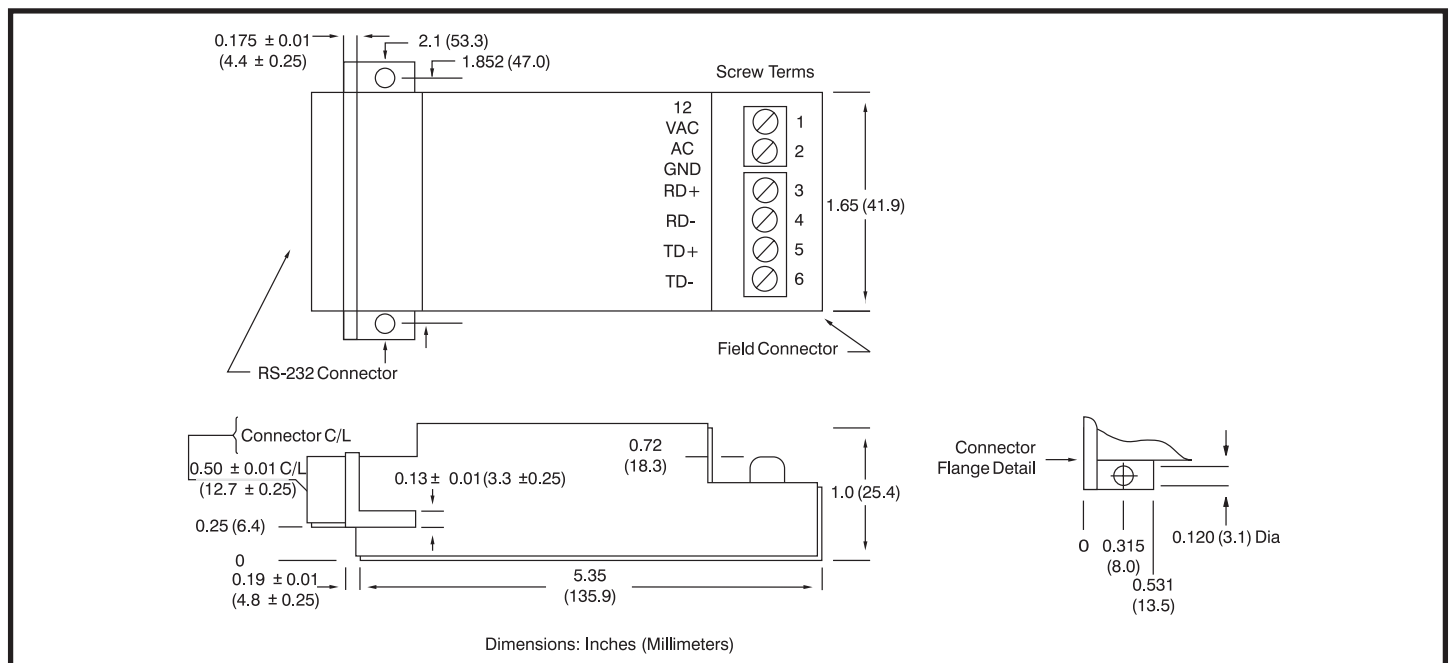 0.175 ± 0.01
(4.4 ± 0.25)
2.1 (53.3)
1.852 (47.0)
Screw Terms
12
VAC
AC
GND
RD+
RD-
TD+
TD-
1
2
3
4
5
6
1.65 (41.9)
Field Connector
RS-232 Connector
Connector C/L
0.50 ± 0.01 C/L
(12.7 ± 0.25)
0.13 ± 0.01 (3.3 ±0.25)
0.25 (6.4)
0
0.19 ± 0.01
(4.8 ± 0.25)
0.72
(18.3)
1.0 (25.4)
5.35
(135.9)
Connector
Flange Detail
0
0.315
(8.0)
0.531
(13.5)
0.120 (3.1) Dia
Dimensions: Inches (Millimeters)